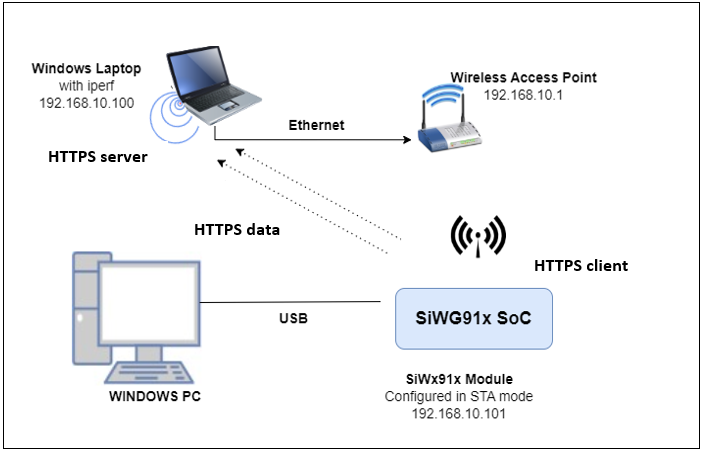 Windows Laptop
with iperf
192.168.10.100
HTTPS server
Ethernet
Wireless Access Point
192.168.10.1
HTTPS data
HTTPS client
USB
SiWG91x SoC
WINDOWS PC
SiWx91x Module
Configured in STA mode
192.168.10.101